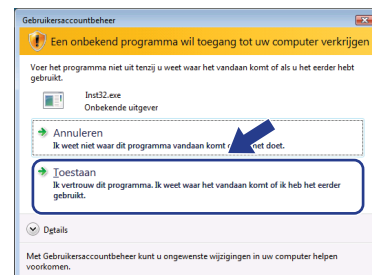 Gebruikersaccountbeheer
Een onbekend programma wil toegang tot uw computer verkrijgen
Voer het programma niet uit tenzij u weet waar het vandaan komt of als u het eerder hebt
gebruikt.
Inst32.exe
Onbekende uitgever
Annuleren
Ik weet niet waar dit programma vandaan komt doet.
Toestaan
Ik vertrouw dit programma. Ik weet waar het vandaan komt of ik heb het eerder
gebruikt.
Details
Met Gebruikersaccountbeheer kunt u ongewenste wijzigingen in uw computer helpen
voorkomen.